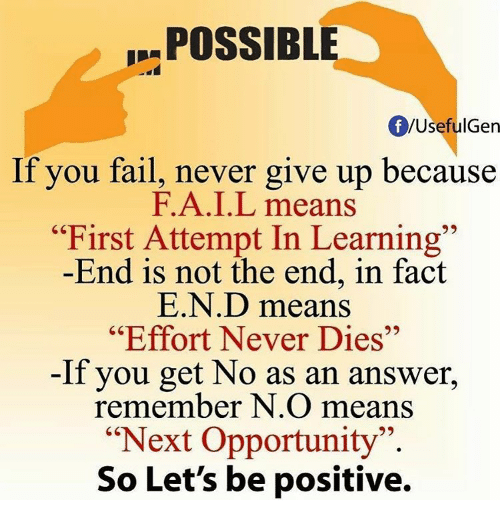 IM POSSIBLE
f/UsefulGen
If you fail, never give up because
F.A.I.L means
“First Attempt In Learning”
-End is not the end, in fact
E.N.D means
“Effort Never Dies”
-If you get No as an answer,
remember N.O means
“Next Opportunity”.
So Let's be positive.